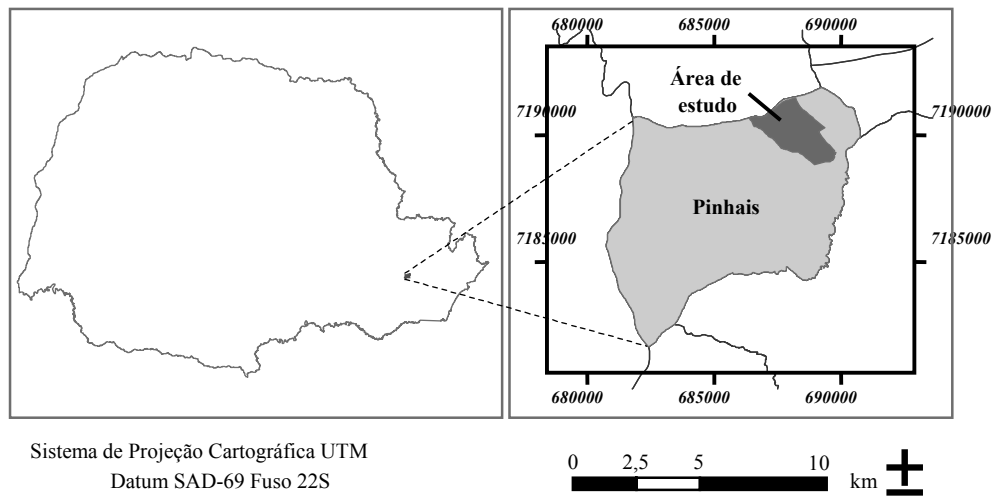 680000 685000 690000
Área de
estudo
7190000 7190000
Pinhais
7185000 7185000
680000 685000 690000
Sistema de Projeção Cartográfica UTM
Datum SAD-69 Fuso 22S
0 2,5 5 10
km